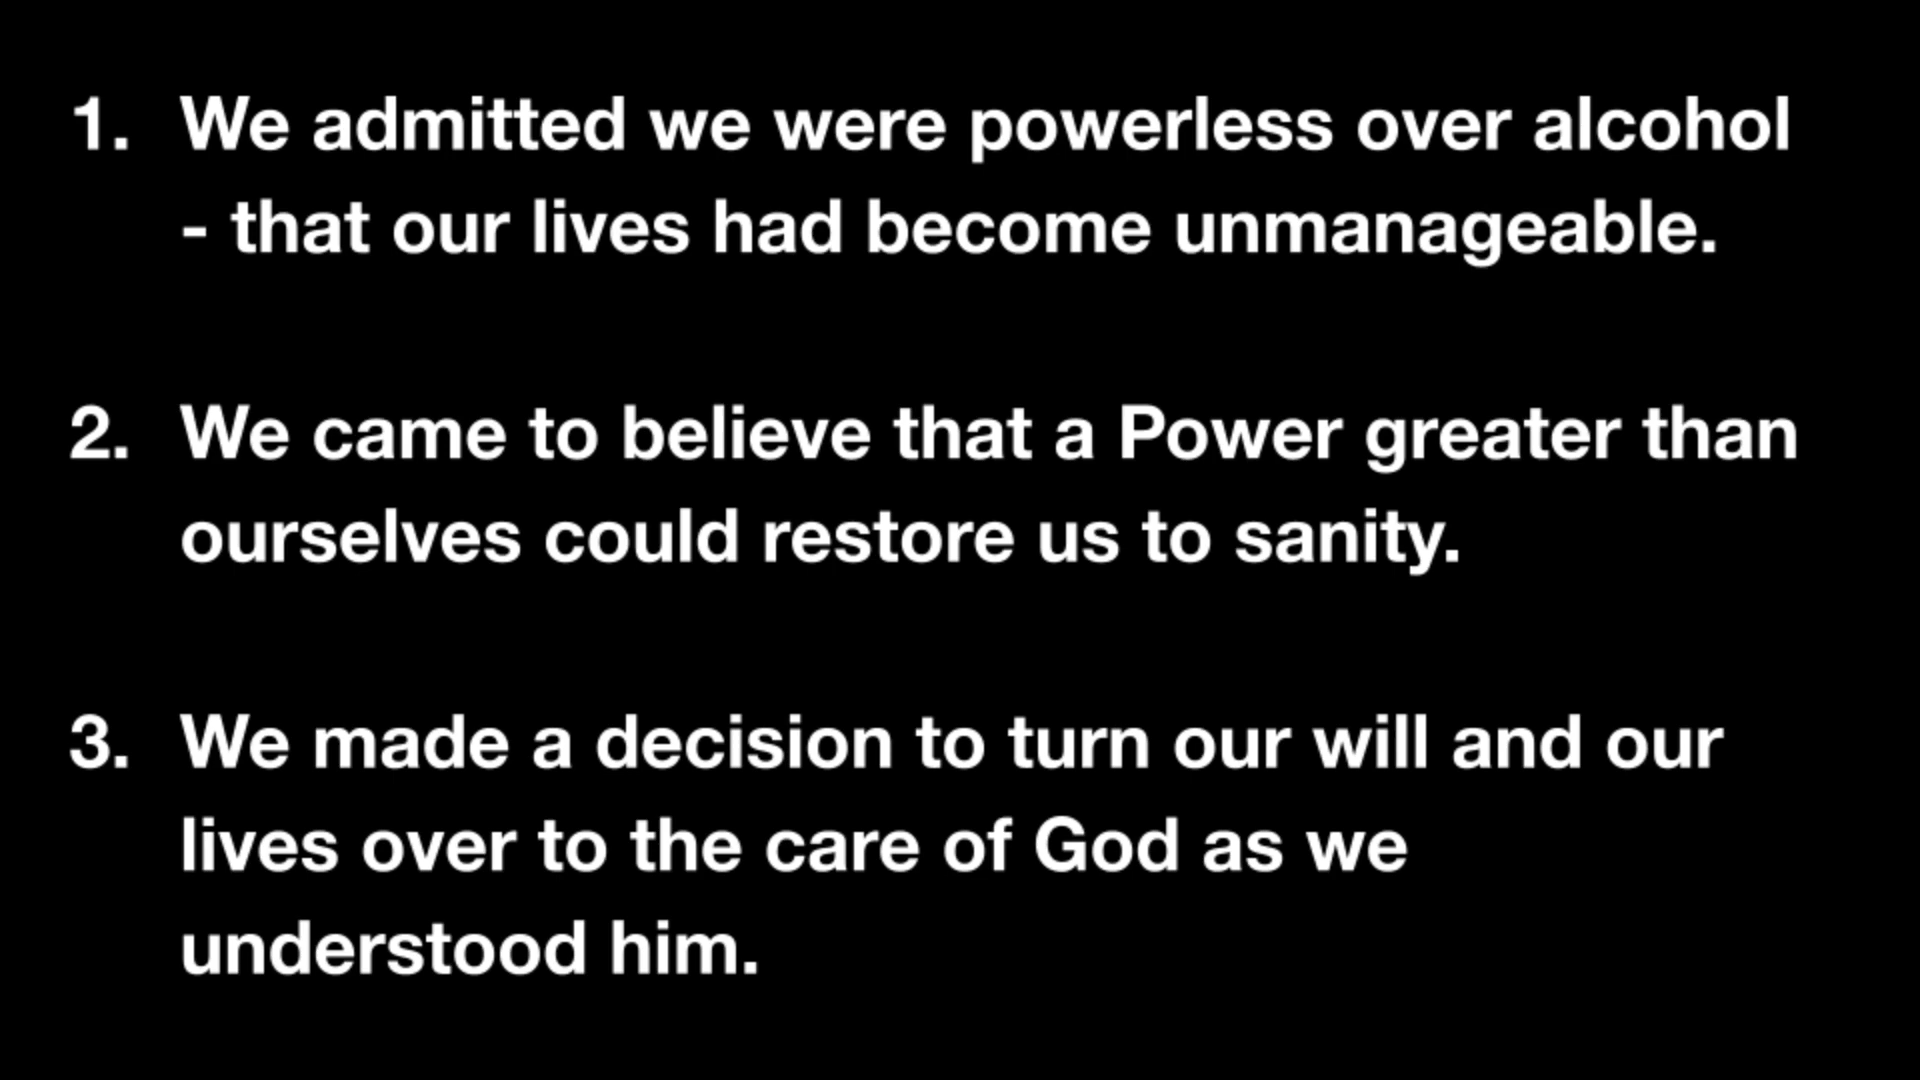 1. We admitted we were powerless over alcohol
- that our lives had become unmanageable.
2. We came to believe that a Power greater than
ourselves could restore us to sanity.
3. We made a decision to turn our will and our
lives over to the care of God as we
understood him.